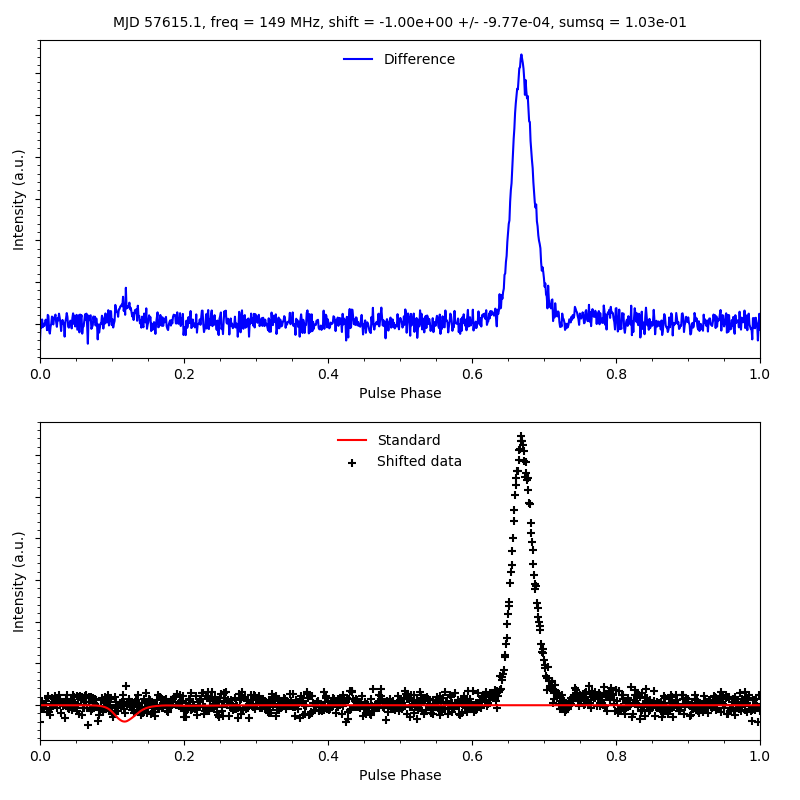 MJD 57615.1, freq = 149 MHz, shift = -1.00e+00 +/- -9.77e-04, sumsq = 1.03e-01
Difference
Intensity (a.u.)
0.0 0.2 0.4 0.6 0.8 1.0
Pulse Phase
Standard
Shifted data
Intensity (a.u.)
0.0 0.2 0.4 0.6 0.8 1.0
Pulse Phase